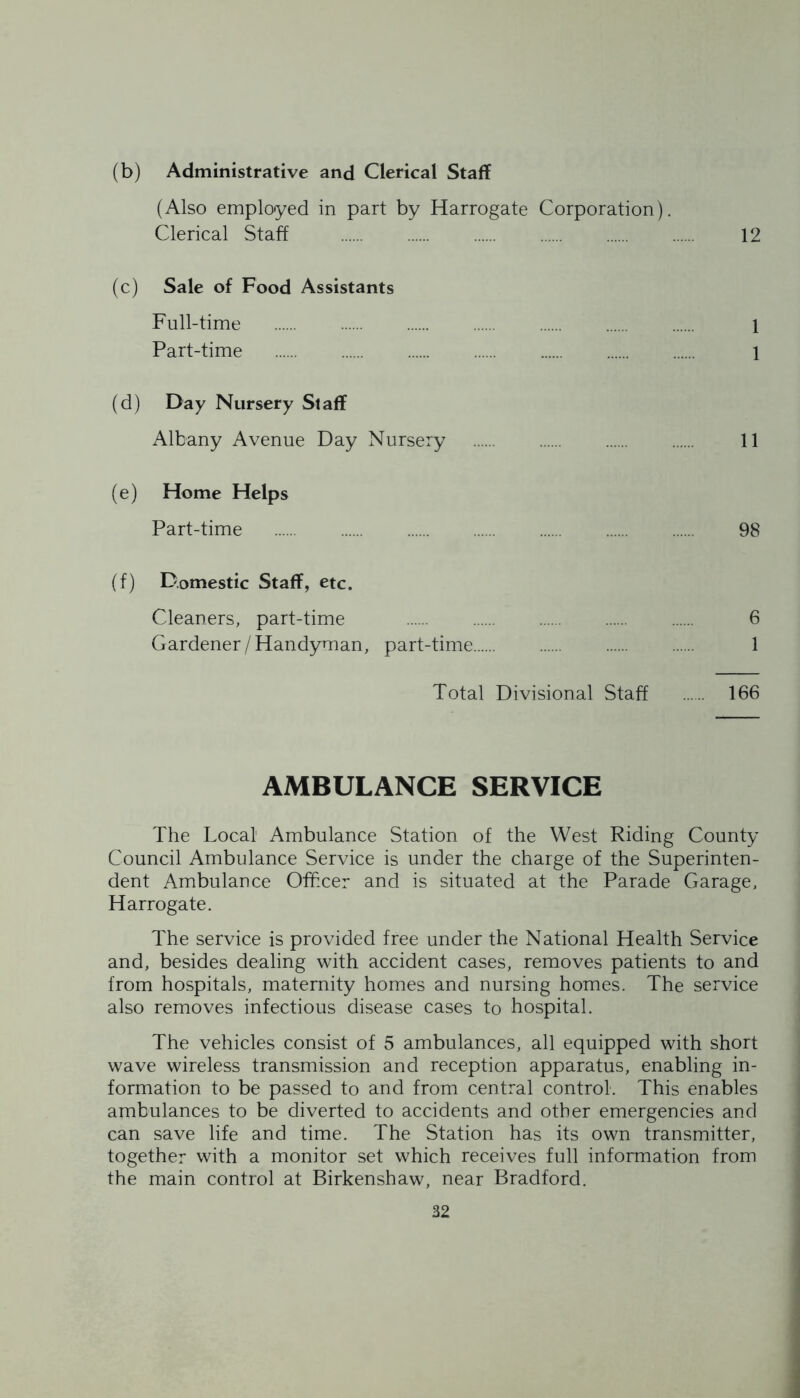 (b) Administrative and Clerical Staff
(Also employed in part by Harrogate Corporation).
Clerical Staff ...... ...... ...... ...... ...... ...... 12
(c) Sale of Food Assistants
Full-time ...... ...... ...... ...... ...... ...... ...... 1
Part-time ...... ...... ...... ...... ...... ...... ...... 1
(d) Day Nursery Staff
Albany Avenue Day Nursery ...... ...... ...... ...... 11
(e) Home Helps
Part-time ...... ...... ...... ...... ...... ...... ...... 98
(f) Domestic Staff, etc.
Cleaners, part-time ...... ...... ...... ...... ...... 6
Gardener/Handyman, part-time...... ...... ...... ...... 1
Total Divisional Staff ...... 166
AMBULANCE SERVICE
The Local Ambulance Station of the West Riding County
Council Ambulance Service is under the charge of the Superinten-
dent Ambulance Officer and is situated at the Parade Garage,
Harrogate.
The service is provided free under the National Health Service
and, besides dealing with accident cases, removes patients to and
from hospitals, maternity homes and nursing homes. The service
also removes infectious disease cases to hospital.
The vehicles consist of 5 ambulances, all equipped with short
wave wireless transmission and reception apparatus, enabling in-
formation to be passed to and from central control. This enables
ambulances to be diverted to accidents and other emergencies and
can save life and time. The Station has its own transmitter,
together with a monitor set which receives full information from
the main control at Birkenshaw, near Bradford.
32